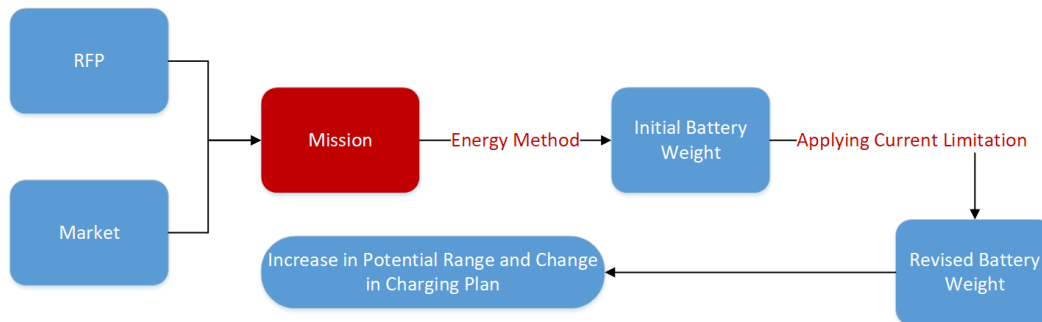 RFP
Mission
Energy Method
Initial Battery
Weight
Applying Current Limitation
Market
Increase in Potential Range and Change
in Charging Plan
Revised Battery
Weight